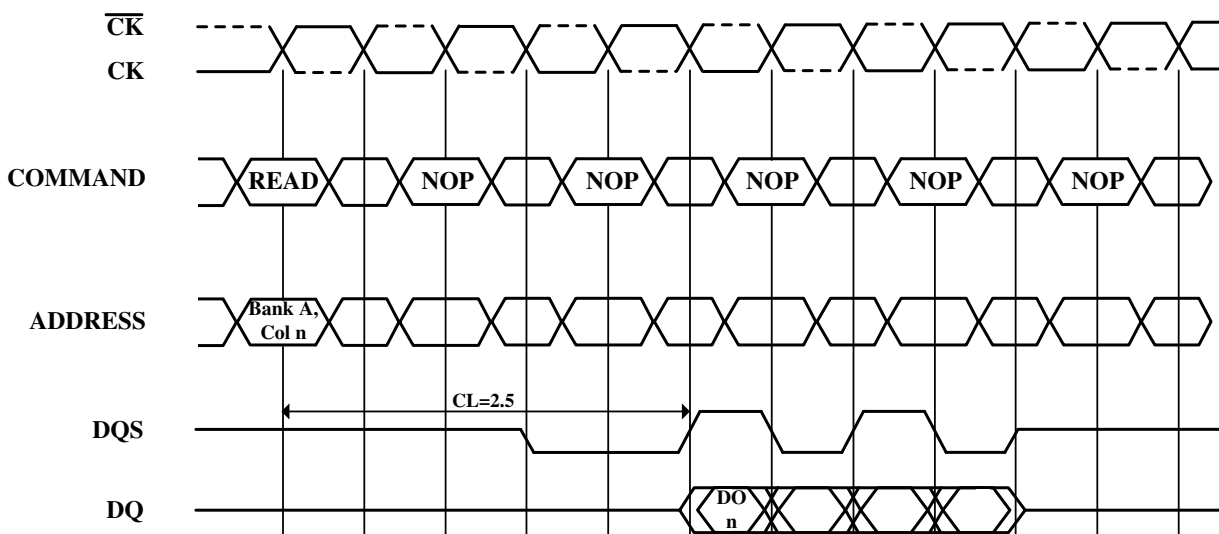 CK
CK
COMMAND
READ
NOP
NOP
NOP
NOP
NOP
ADDRESS
Bank A,
Col n
CL=2.5
DQS
DQ
DO
n